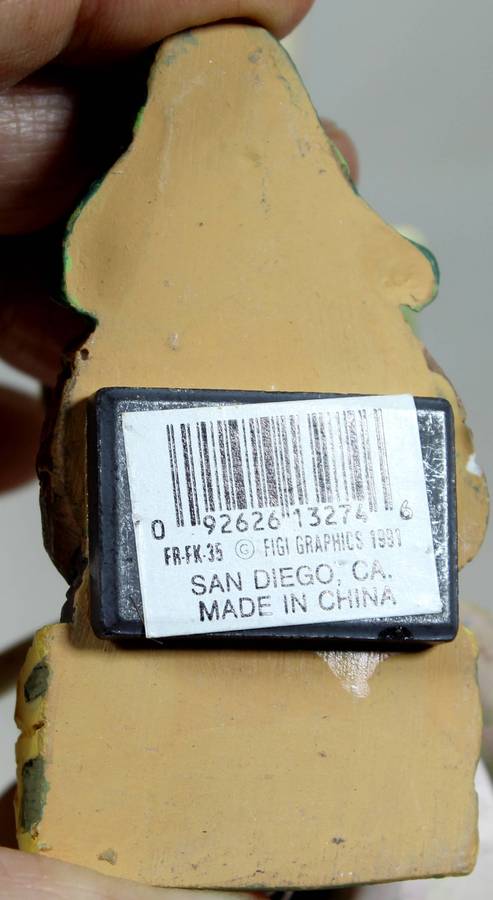 0 92626 13274 6
FR-FK-35 © FIGI GRAPHICS 1991
SAN DIEGO, CA.
MADE IN CHINA